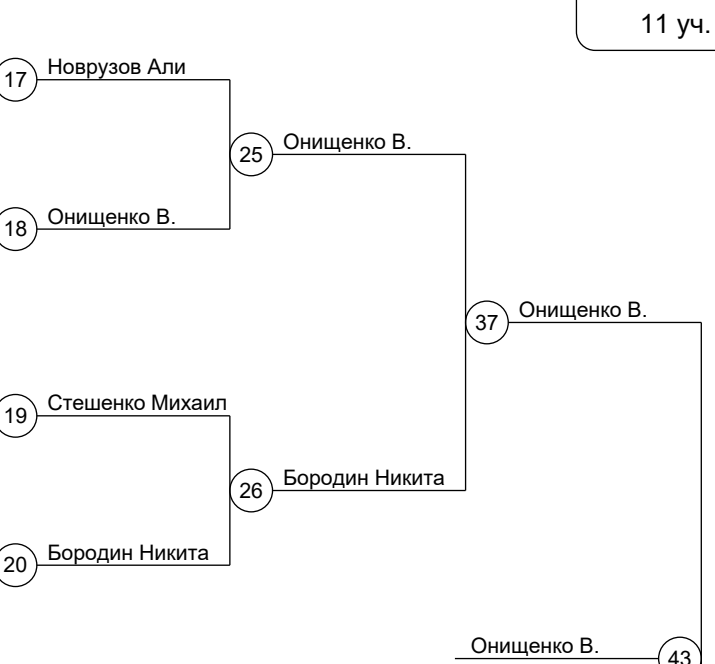 11 уч.
17 Новрузов Али
25 Онищенко В.
18 Онищенко В.
37 Онищенко В.
19 Стешенко Михаил
26 Бородин Никита
20 Бородин Никита
Онищенко В. 43